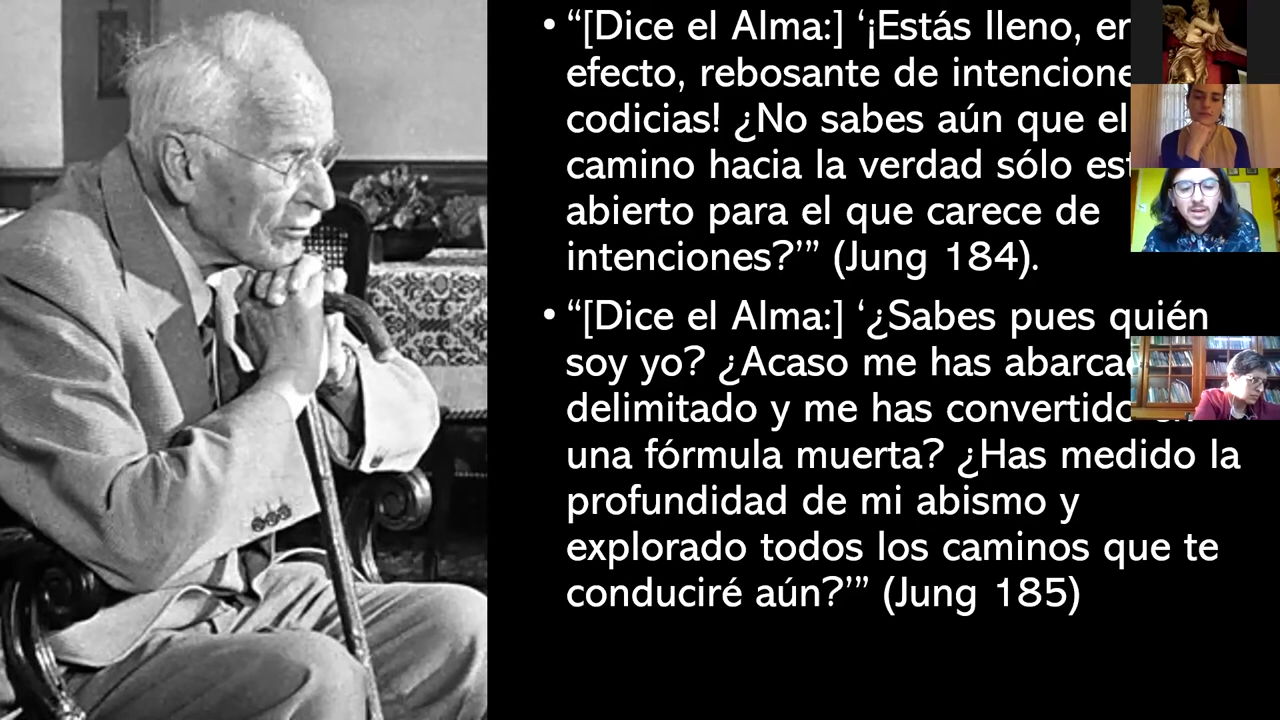 • “[Dice el Alma:] ‘¡Estás lleno, en
efecto, rebosante de
codicias! ¿No sabes aún que el
camino hacia la verdad sólo
abierto para el que carece de
intenciones?’” (Jung 184).
• “[Dice el Alma:] ‘¿Sabes pues quién
soy yo? ¿Acaso me has
delimitado y me has
una fórmula muerta? ¿Has medido la
profundidad de mi abismo y
explorado todos los caminos que te
conduciré aún?’” (Jung 185)